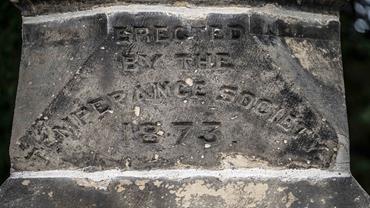 ERECTED
BY THE
TEMPERANCE SOCIETY
1873